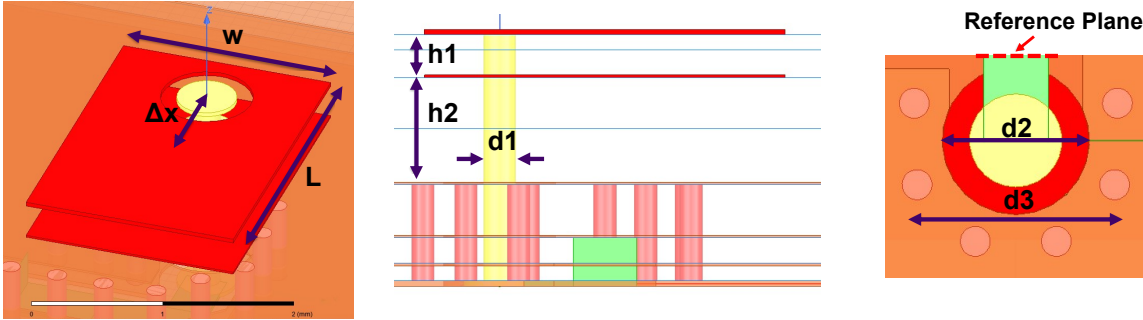 z
w
Δx
L
0
1
2 (mm)
h1
h2
d1
Reference Plane
d2
d3